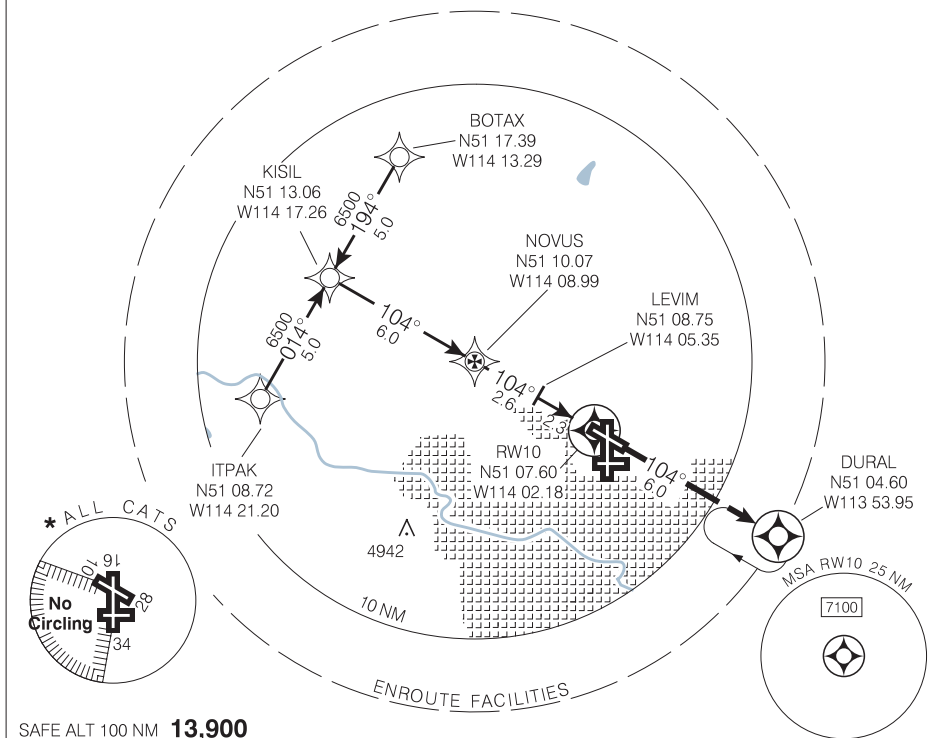 BOTAX
N51 17.39
W114 13.29
KISIL
N51 13.06
W114 17.26
6500
194°
5.0
NOVUS
N51 10.07
W114 08.99
LEVIM
N51 08.75
W114 05.35
104°
6.0
6500
014°
5.0
104°
2.6
2.3
ITPAK
N51 08.72
W114 21.20
RW10
N51 07.60
W114 02.18
104°
6.0
DURAL
N51 04.60
W113 53.95
4942
* ALL CATS
16
10
28
34
No
Circling
10 NM
MSA RW10 25 NM
7100
ENROUTE FACILITIES
SAFE ALT 100 NM 13,900